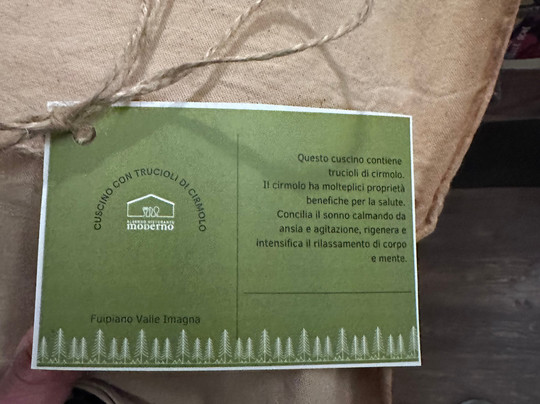 CUSCINO CON TRUCIOLI DI CIRMOLO
ALBERGO RISTORANTE
moDerno
Fuipiano Valle Imagna
Questo cuscino contiene
trucioli di cirmolo.
Il cirmolo ha molteplici proprietà
benefiche per la salute.
Concilia il sonno calmando da
ansia e agitazione, rigenera e
intensifica il rilassamento di corpo
e mente.